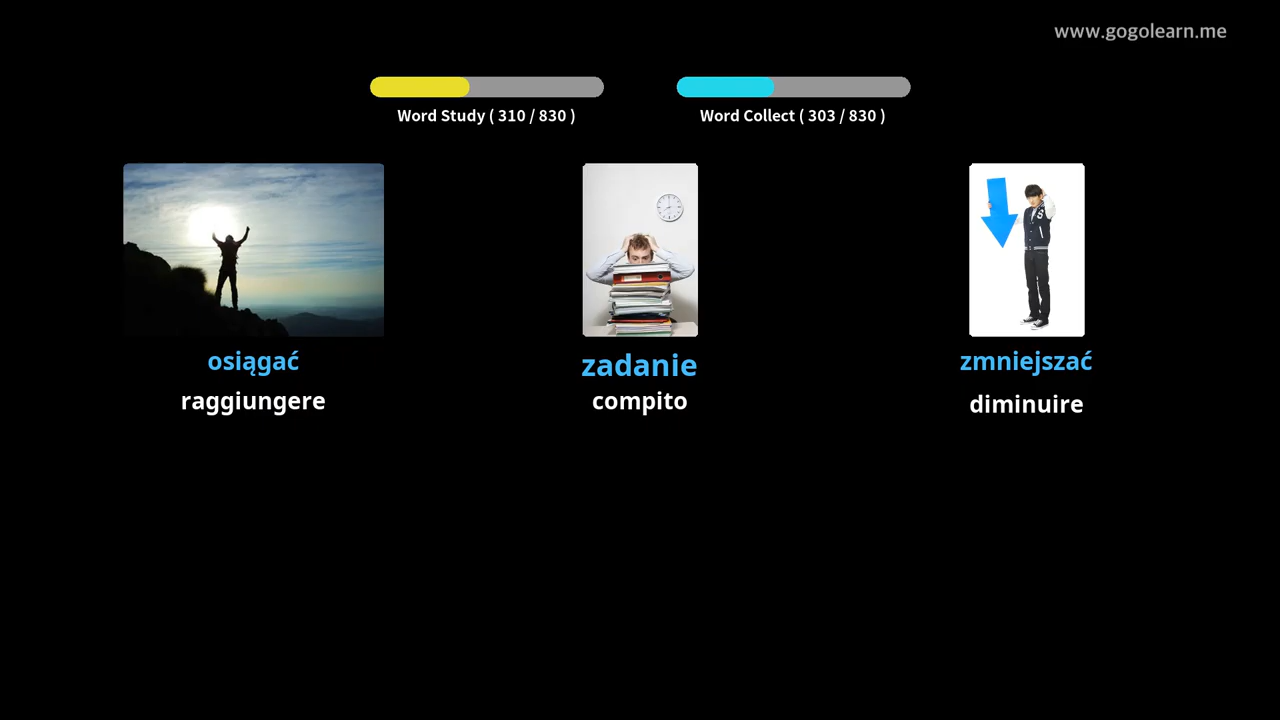 www.gogolearn.me
Word Study ( 310 / 830 )
Word Collect ( 303 / 830 )
osiągać
zadanie
zmniejszać
raggiungere
compito
diminuire